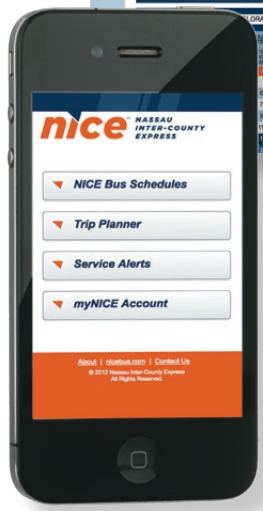 nice NASSAU
INTER-COUNTY
EXPRESS
NICE Bus Schedules
Trip Planner
Service Alerts
myNICE Account
About | nicebus.com | Contact Us
© 2012 Nassau Inter-County Express
All Rights Reserved.